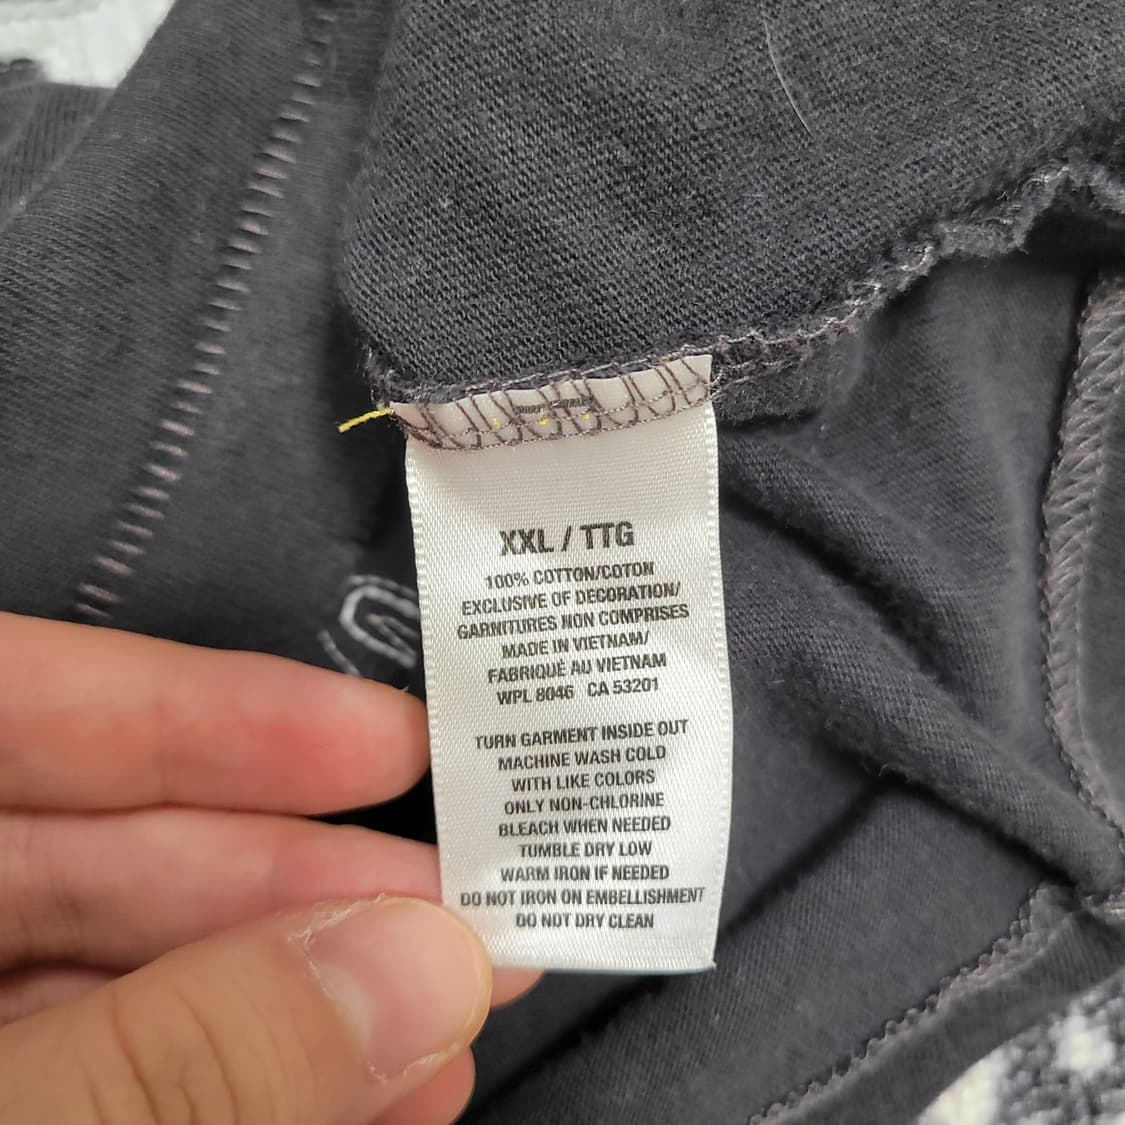 XXL / TTG
100% COTTON/COTON
EXCLUSIVE OF DECORATION/
GARNITURES NON COMPRISES
MADE IN VIETNAM/
FABRIQUÉ AU VIETNAM
WPL 8046 CA 53201
TURN GARMENT INSIDE OUT
MACHINE WASH COLD
WITH LIKE COLORS
ONLY NON-CHLORINE
BLEACH WHEN NEEDED
TUMBLE DRY LOW
WARM IRON IF NEEDED
DO NOT IRON ON EMBELLISHMENT
DO NOT DRY CLEAN